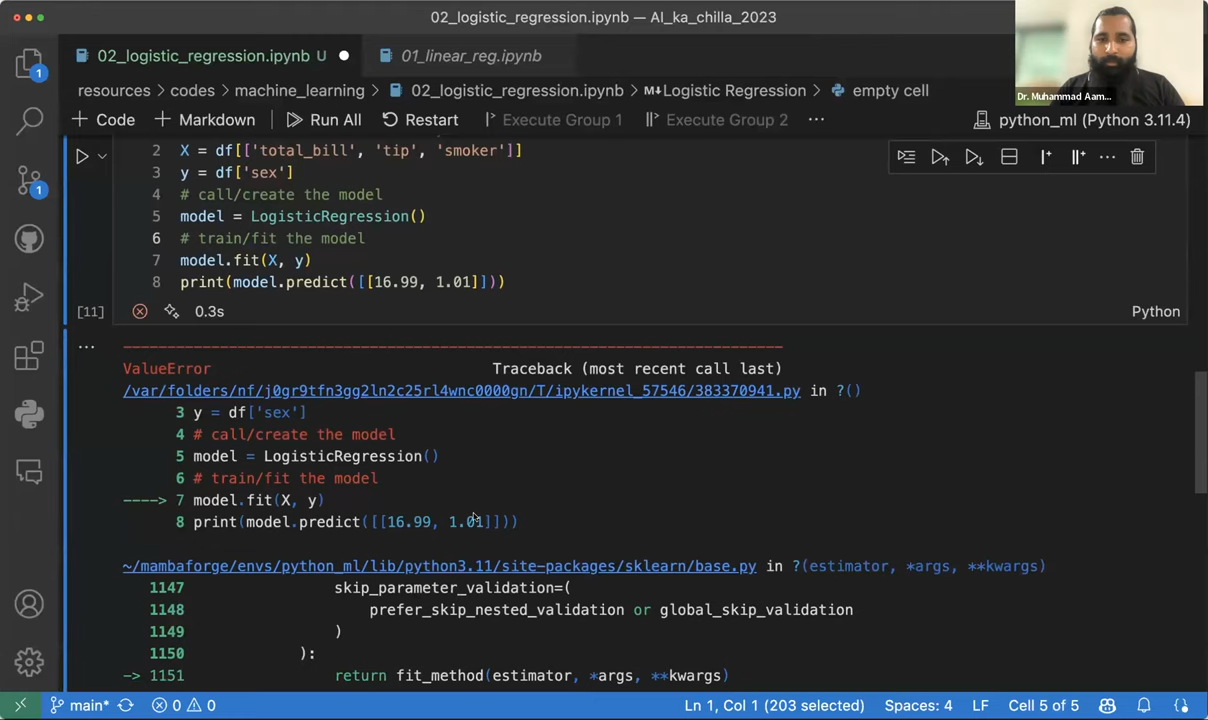 02_logistic_regression.ipynb — AI_ka_chilla_2023
02_logistic_regression.ipynb U
01_linear_reg.ipynb
resources > codes > machine_learning > 02_logistic_regression.ipynb > M↓Logistic Regression > empty cell
Dr. Muhammad Aam...
+ Code + Markdown Run All Restart Execute Group 1 Execute Group 2 ... python_ml (Python 3.11.4)
2 X = df[['total_bill', 'tip', 'smoker']]
3 y = df['sex']
4 # call/create the model
5 model = LogisticRegression()
6 # train/fit the model
7 model.fit(X, y)
8 print(model.predict([[16.99, 1.01]]))
[11] 0.3s Python
...
---------------------------------------------------------------------------
ValueError Traceback (most recent call last)
/var/folders/nf/j0gr9tfn3gg2ln2c25rl4wnc0000gn/T/ipykernel_57546/383370941.py in ?()
3 y = df['sex']
4 # call/create the model
5 model = LogisticRegression()
6 # train/fit the model
----> 7 model.fit(X, y)
8 print(model.predict([[16.99, 1.01]]))
~/mambaforge/envs/python_ml/lib/python3.11/site-packages/sklearn/base.py in ?(estimator, *args, **kwargs)
1147 skip_parameter_validation=(
1148 prefer_skip_nested_validation or global_skip_validation
1149 )
1150 ):
-> 1151 return fit_method(estimator, *args, **kwargs)
1
1
main* 0 0 Ln 1, Col 1 (203 selected) Spaces: 4 LF Cell 5 of 5